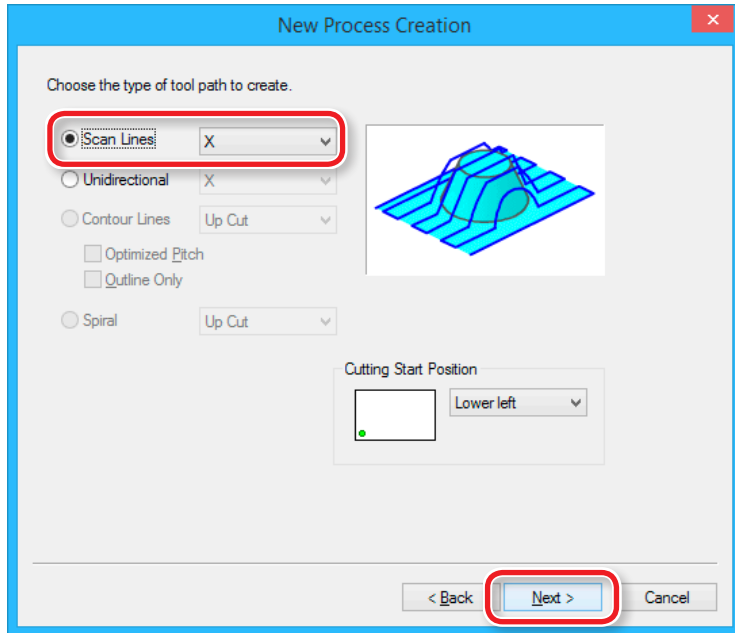 New Process Creation
Choose the type of tool path to create.
Scan Lines X
Unidirectional X
Contour Lines Up Cut
Optimized Pitch
Outline Only
Spiral Up Cut
Cutting Start Position
Lower left
< Back Next > Cancel